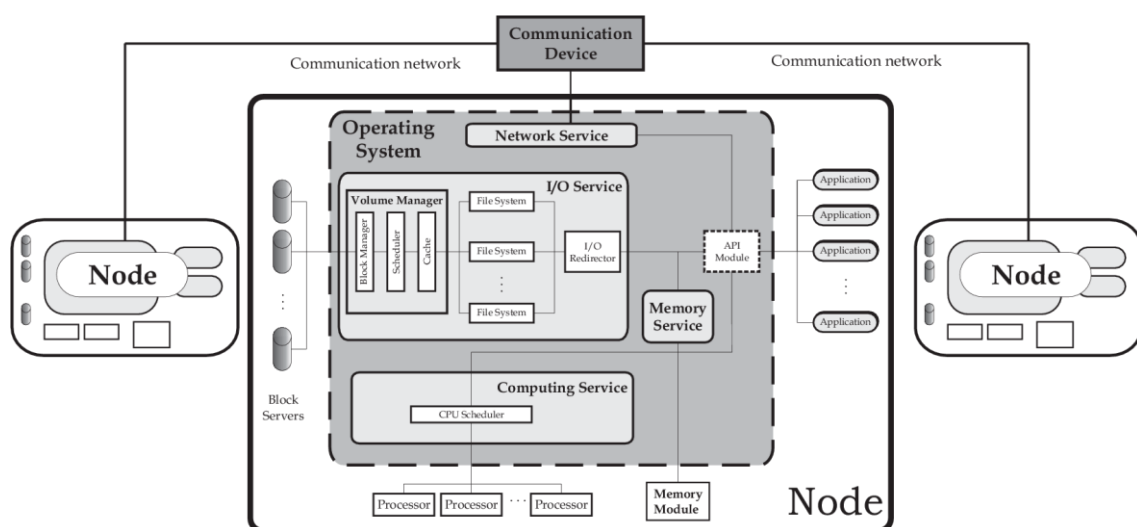 Communication
Device
Communication network
Communication network
Operating
System
Network Service
I/O Service
Volume Manager
Block Manager
Scheduler
Cache
File System
File System
File System
I/O
Redirector
API
Module
Memory
Service
Application
Application
Application
Application
Node
Node
Block
Servers
Computing Service
CPU Scheduler
Processor
Processor
Processor
Memory
Module
Node